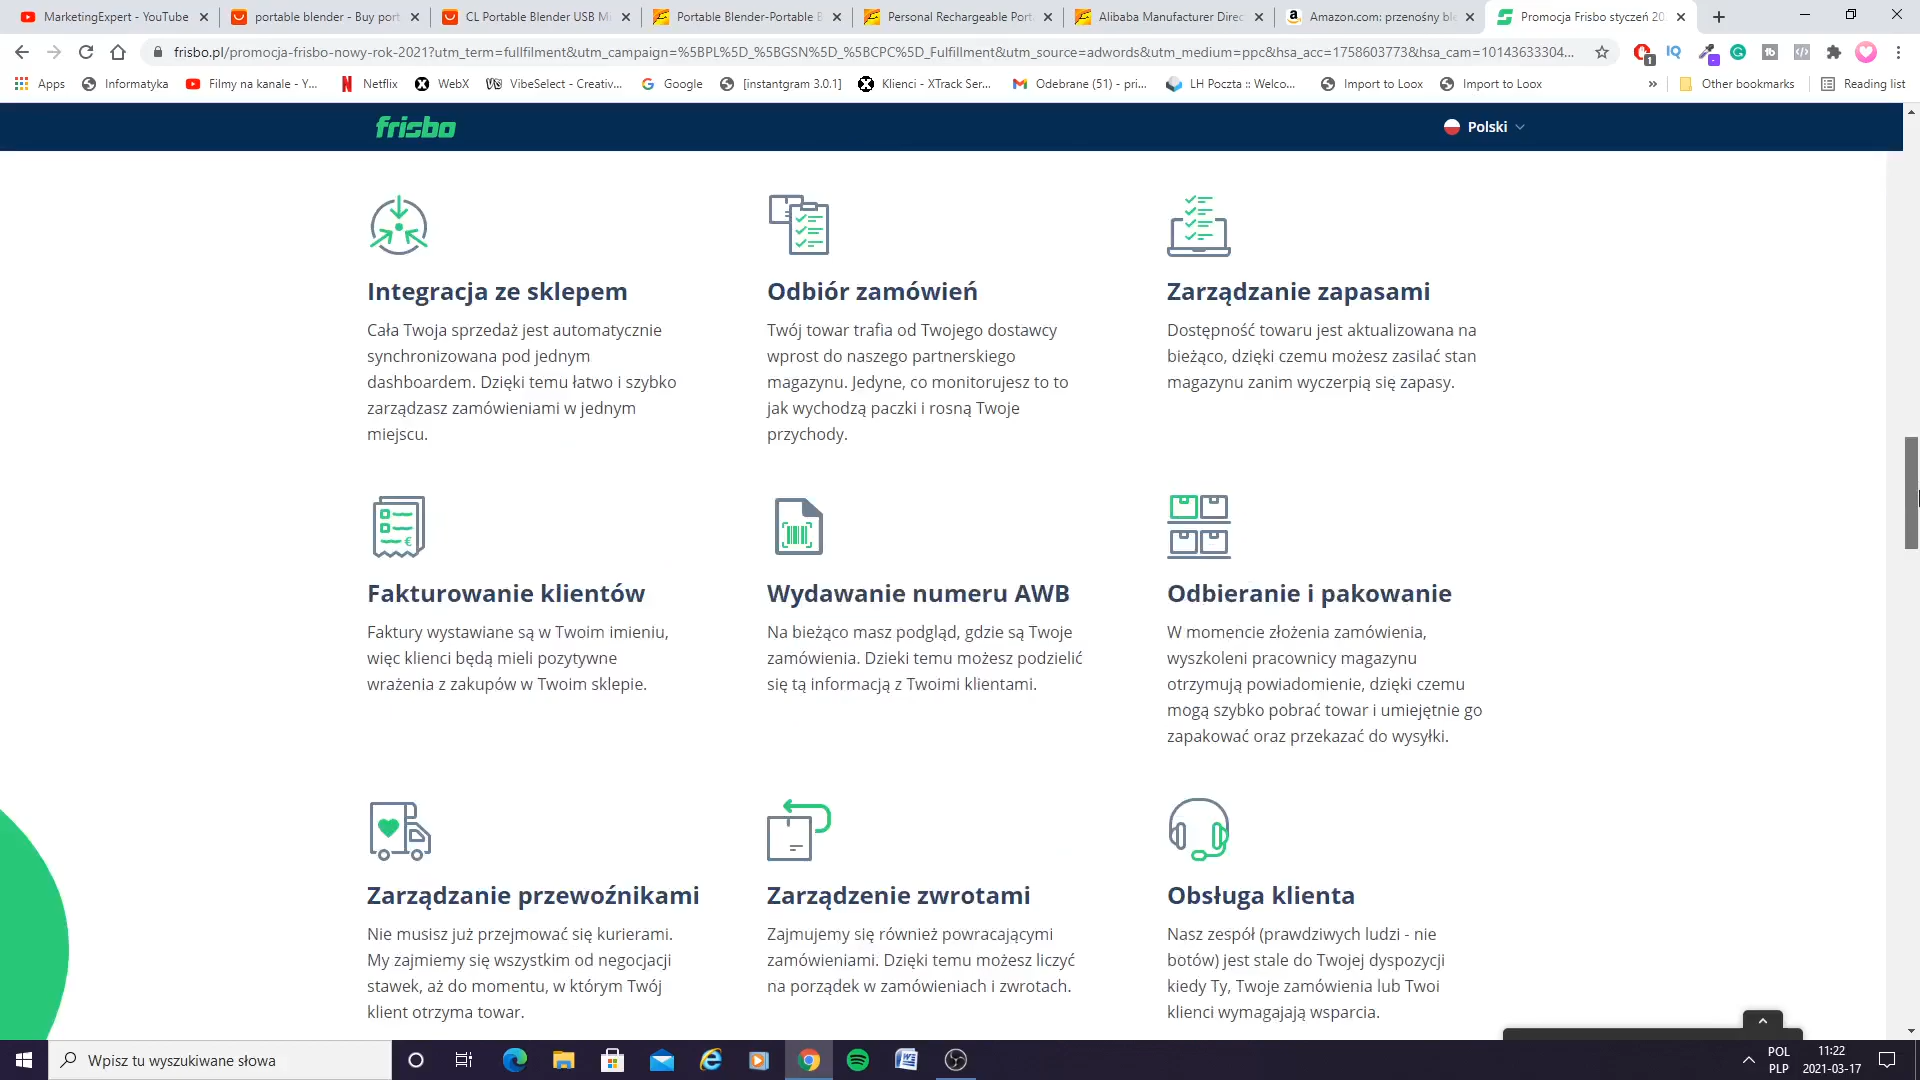 MarketingExpert - YouTube
portable blender - Buy port
CL Portable Blender USB Mi
Portable Blender-Portable B
Personal Rechargeable Port
Alibaba Manufacturer Direc
Amazon.com: przenośny ble
Promocja Frisbo styczeń 20
frisbo.pl/promocja-frisbo-nowy-rok-2021?utm_term=fullfilment&utm_campaign=%5BPL%5D_%5BGSN%5D_%5BCPC%5D_Fulfillment&utm_source=adwords&utm_medium=ppc&hsa_acc=1758603773&hsa_cam=10143633304...
Apps
Informatyka
Filmy na kanale - Y...
Netflix
WebX
VibeSelect - Creativ...
Google
[instantgram 3.0.1]
Klienci - XTrack Ser...
Odebrane (51) - pri...
LH Poczta :: Welco...
Import to Loox
Import to Loox
Other bookmarks
Reading list
frisbo
Polski
Integracja ze sklepem
Cała Twoja sprzedaż jest automatycznie
synchronizowana pod jednym
dashboardem. Dzięki temu łatwo i szybko
zarządzasz zamówieniami w jednym
miejscu.
Odbiór zamówień
Twój towar trafia od Twojego dostawcy
wprost do naszego partnerskiego
magazynu. Jedyne, co monitorujesz to to
jak wychodzą paczki i rosną Twoje
przychody.
Zarządzanie zapasami
Dostępność towaru jest aktualizowana na
bieżąco, dzięki czemu możesz zasilać stan
magazynu zanim wyczerpią się zapasy.
Fakturowanie klientów
Faktury wystawiane są w Twoim imieniu,
więc klienci będą mieli pozytywne
wrażenia z zakupów w Twoim sklepie.
Wydawanie numeru AWB
Na bieżąco masz podgląd, gdzie są Twoje
zamówienia. Dzieki temu możesz podzielić
się tą informacją z Twoimi klientami.
Odbieranie i pakowanie
W momencie złożenia zamówienia,
wyszkoleni pracownicy magazynu
otrzymują powiadomienie, dzięki czemu
mogą szybko pobrać towar i umiejętnie go
zapakować oraz przekazać do wysyłki.
Zarządzanie przewoźnikami
Nie musisz już przejmować się kurierami.
My zajmiemy się wszystkim od negocjacji
stawek, aż do momentu, w którym Twój
klient otrzyma towar.
Zarządzenie zwrotami
Zajmujemy się również powracającymi
zamówieniami. Dzięki temu możesz liczyć
na porządek w zamówieniach i zwrotach.
Obsługa klienta
Nasz zespół (prawdziwych ludzi - nie
botów) jest stale do Twojej dyspozycji
kiedy Ty, Twoje zamówienia lub Twoi
klienci wymagajają wsparcia.
Wpisz tu wyszukiwane słowa
POL
PLP
11:22
2021-03-17